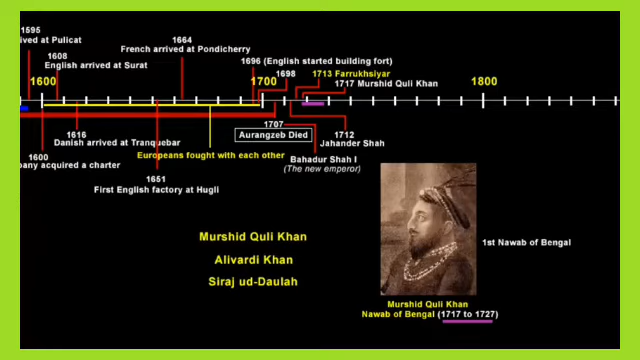 1595
1664
ived at Pulicat
French arrived at Pondicherry
1608
English arrived at Surat
1696 (English started building fort)
1600
1700
1698
1713 Farrukhsiyar
1717 Murshid Quli Khan
1800
1616
Danish arrived at Tranquebar
1707
Aurangzeb Died
1712
Jahander Shah
1600
pany acquired a charter
Europeans fought with each other
Bahadur Shah I
(The new emperor)
1651
First English factory at Hugli
Murshid Quli Khan
Alivardi Khan
Siraj ud-Daulah
1st Nawab of Bengal
Murshid Quli Khan
Nawab of Bengal (1717 to 1727)